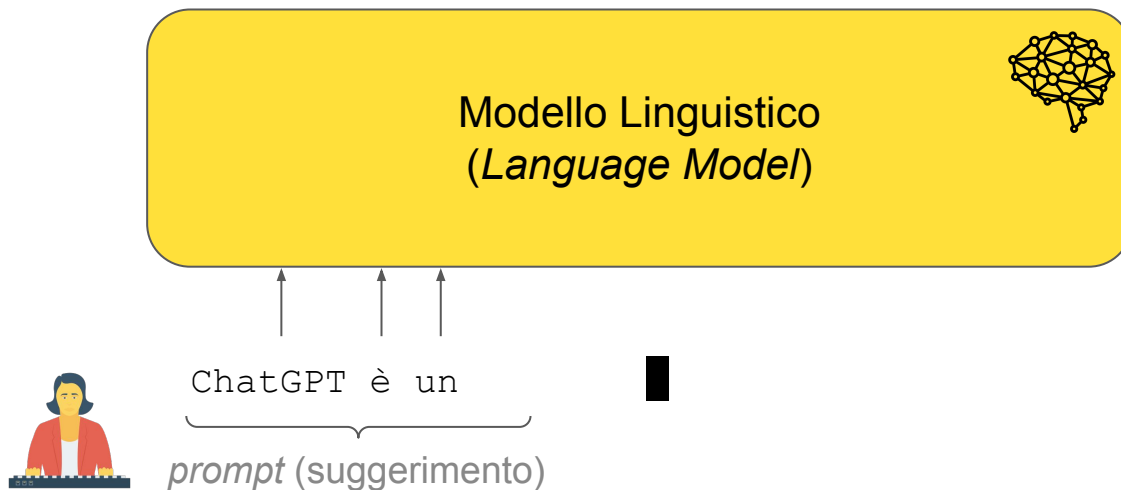 Modello Linguistico
(Language Model)
ChatGPT è un
prompt (suggerimento)